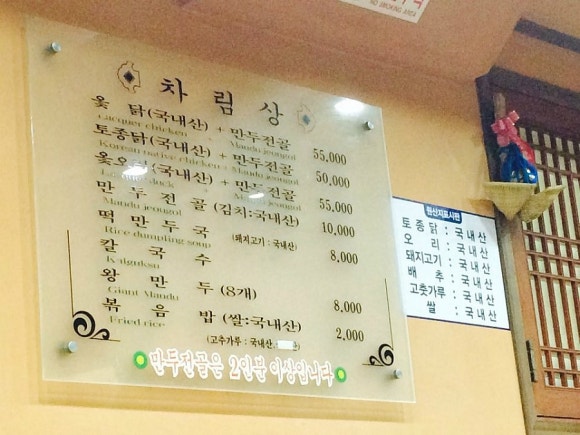 NO SMOKING AREA
차림상
옻 닭(국내산) + 만두전골 55,000
Lacquer chicken Mandu jeongol
토종닭(국내산) + 만두전골 50,000
Korean native chicken + Mandu jeongol
옻오리(국내산) + 만두전골 55,000
duck Mandu jeongol
만 두 전 골 (김치:국내산) 10,000
Mandu jeongol
떡 만 두 국 (돼지고기 : 국내산) 8,000
Rice dumpling soup
칼 국 수
Kalguksu
왕 만 두 (8개) 8,000
Giant Mandu
볶 음 밥 (쌀:국내산) 2,000
Fried rice
(고추가루 : 국내산, )
만두전골은 2인분 이상입니다
원산지표시판
토 종 닭 : 국내산
오 리 : 국내산
돼지고기 : 국내산
배 추 : 국내산
고춧가루 : 국내산
쌀 : 국내산